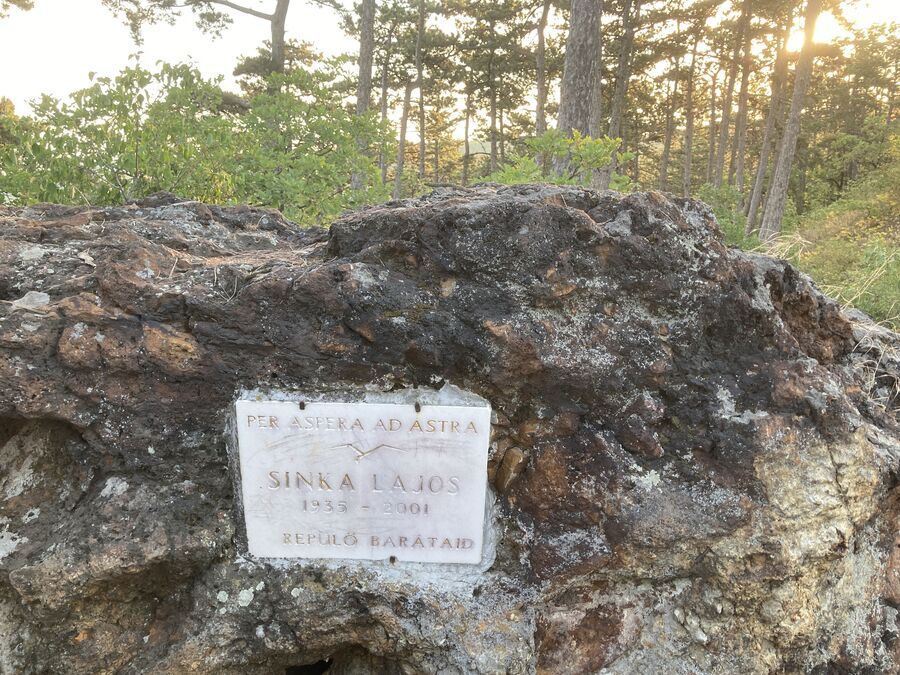 PER ASPERA AD ASTRA
SINKA LAJOS
1935 - 2001
REPÜLŐ BARÁTAID